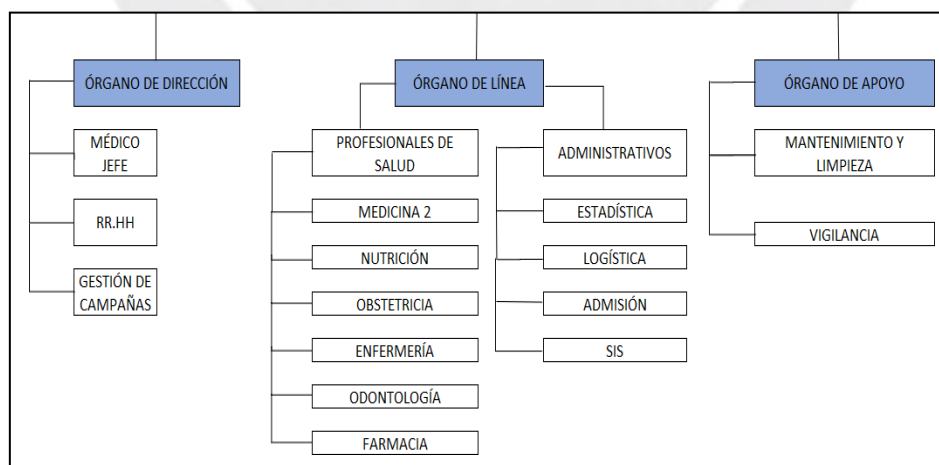 ÓRGANO DE DIRECCIÓN
MÉDICO
JEFE
RR.HH
GESTIÓN DE
CAMPAÑAS
ÓRGANO DE LÍNEA
PROFESIONALES DE
SALUD
MEDICINA 2
NUTRICIÓN
OBSTETRICIA
ENFERMERÍA
ODONTOLOGÍA
FARMACIA
ADMINISTRATIVOS
ESTADÍSTICA
LOGÍSTICA
ADMISIÓN
SIS
ÓRGANO DE APOYO
MANTENIMIENTO Y
LIMPIEZA
VIGILANCIA